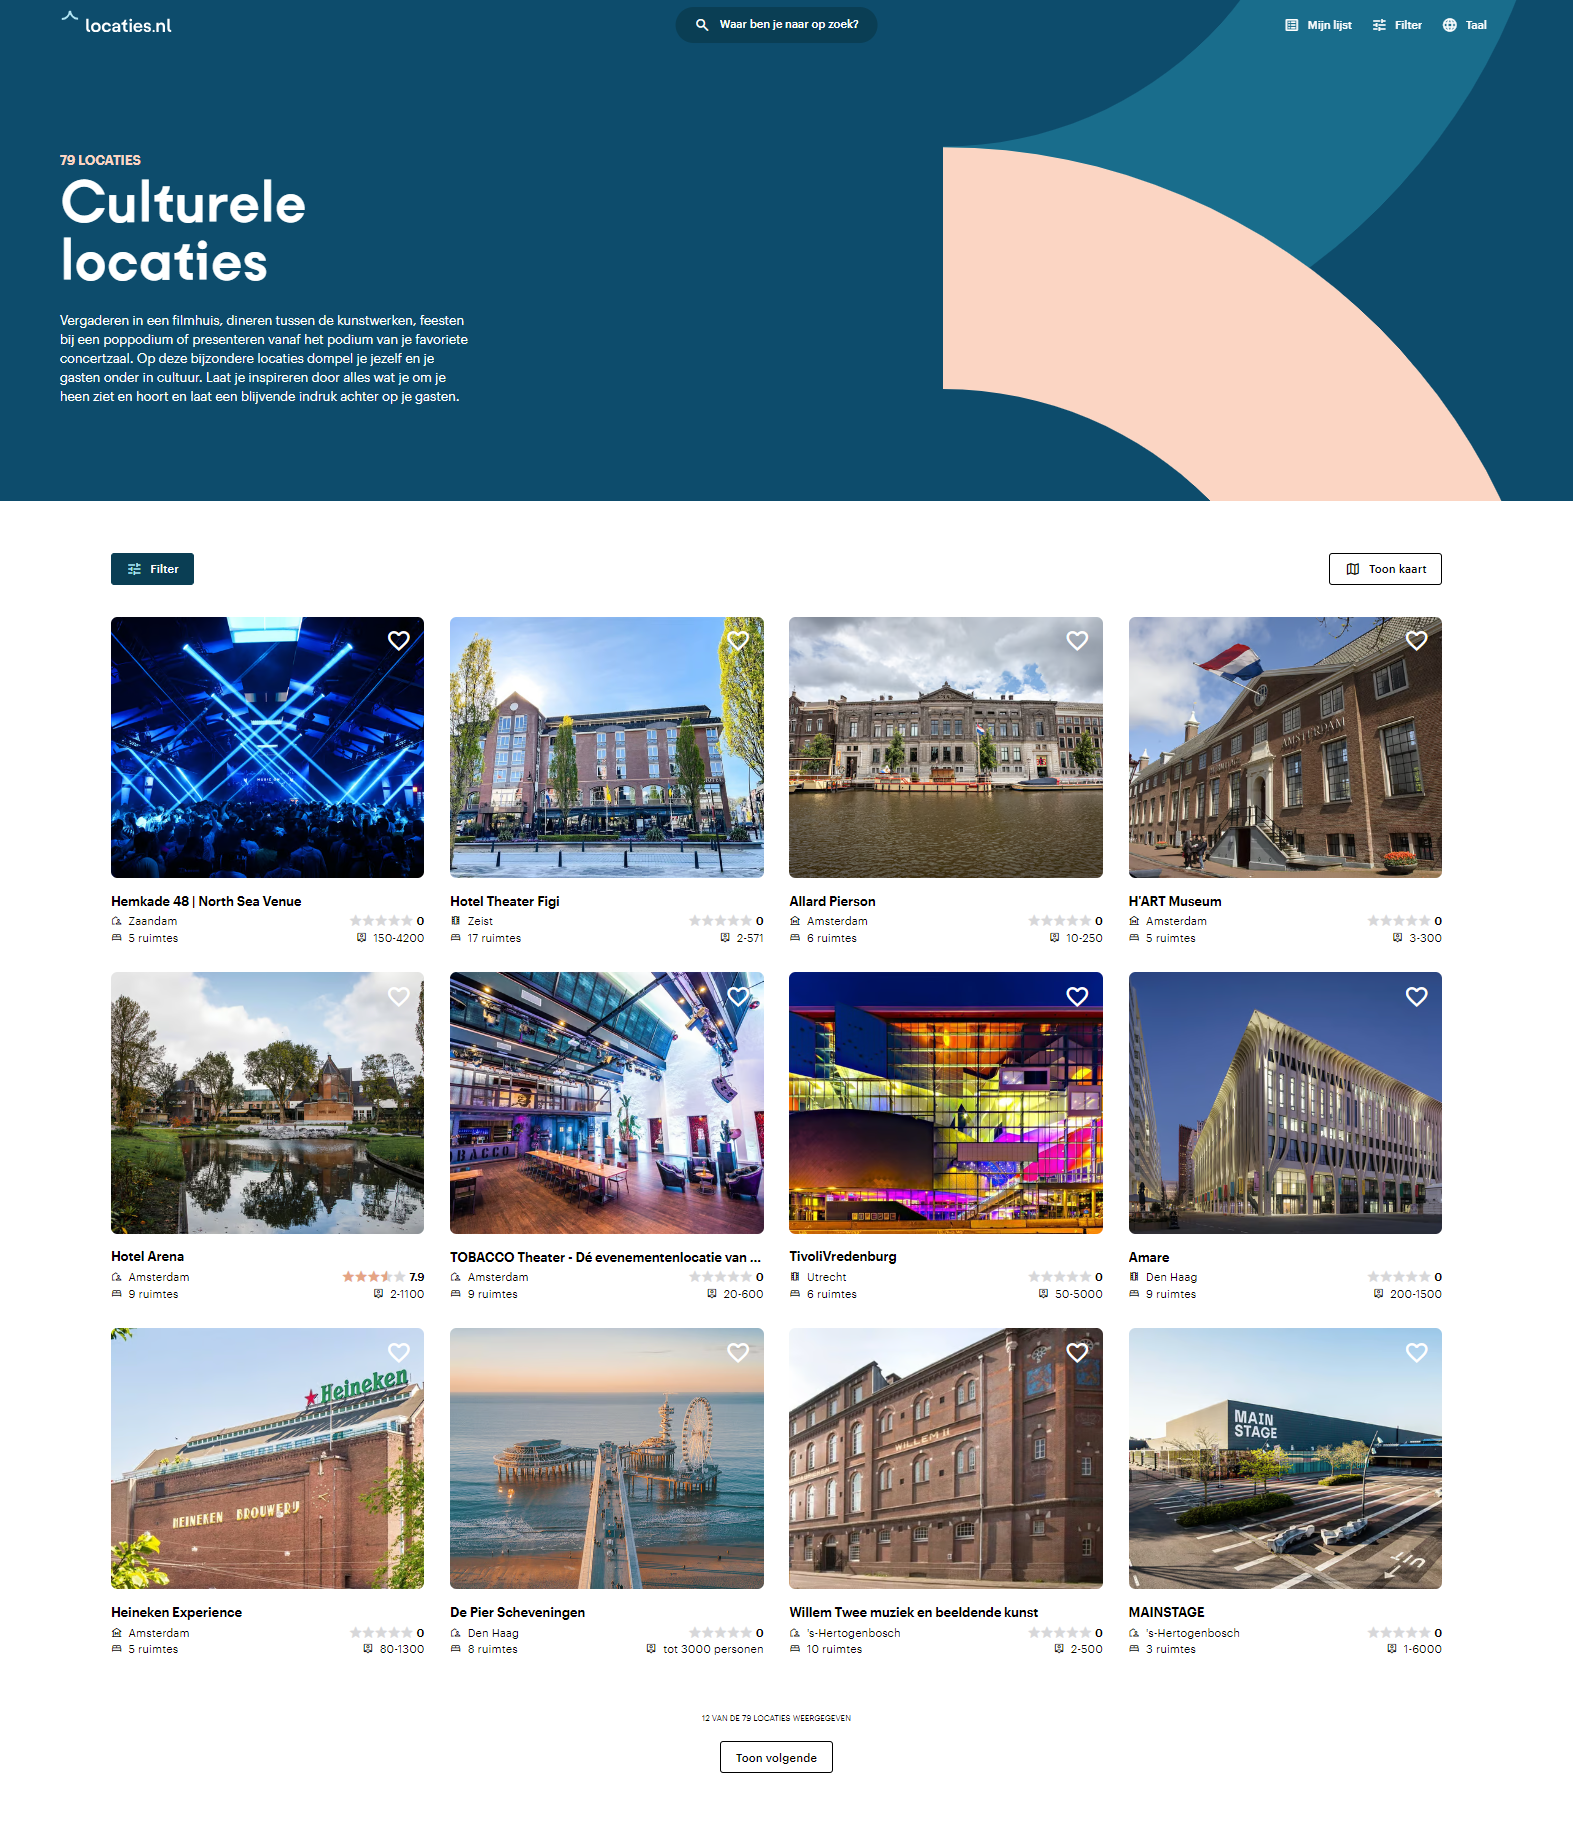 locaties.nl
Waar ben je naar op zoek?
Mijn lijst
Filter
Taal
79 LOCATIES
Culturele
locaties
Vergaderen in een filmhuis, dineren tussen de kunstwerken, feesten
bij een poppodium of presenteren vanaf het podium van je favoriete
concertzaal. Op deze bijzondere locaties dompel je jezelf en je
gasten onder in cultuur. Laat je inspireren door alles wat je om je
heen ziet en hoort en laat een blijvende indruk achter op je gasten.
Filter
Toon kaart
AMSTERDAM
Hemkade 48 | North Sea Venue
Zaandam
0
5 ruimtes
150-4200
Hotel Theater Figi
Zeist
0
17 ruimtes
2-571
Allard Pierson
Amsterdam
0
6 ruimtes
10-250
H'ART Museum
Amsterdam
0
5 ruimtes
3-300
Hotel Arena
Amsterdam
7.9
9 ruimtes
2-1100
TOBACCO Theater - Dé evenementenlocatie van ...
Amsterdam
0
9 ruimtes
20-600
TivoliVredenburg
Utrecht
0
6 ruimtes
50-5000
Amare
Den Haag
0
9 ruimtes
200-1500
Heineken
HEINEKEN BROUWERIJ
WILLEM II
MAIN
STAGE
UIT
Heineken Experience
Amsterdam
0
5 ruimtes
80-1300
De Pier Scheveningen
Den Haag
0
8 ruimtes
tot 3000 personen
Willem Twee muziek en beeldende kunst
's-Hertogenbosch
0
10 ruimtes
2-500
MAINSTAGE
's-Hertogenbosch
0
3 ruimtes
1-6000
12 VAN DE 79 LOCATIES WEERGEGEVEN
Toon volgende